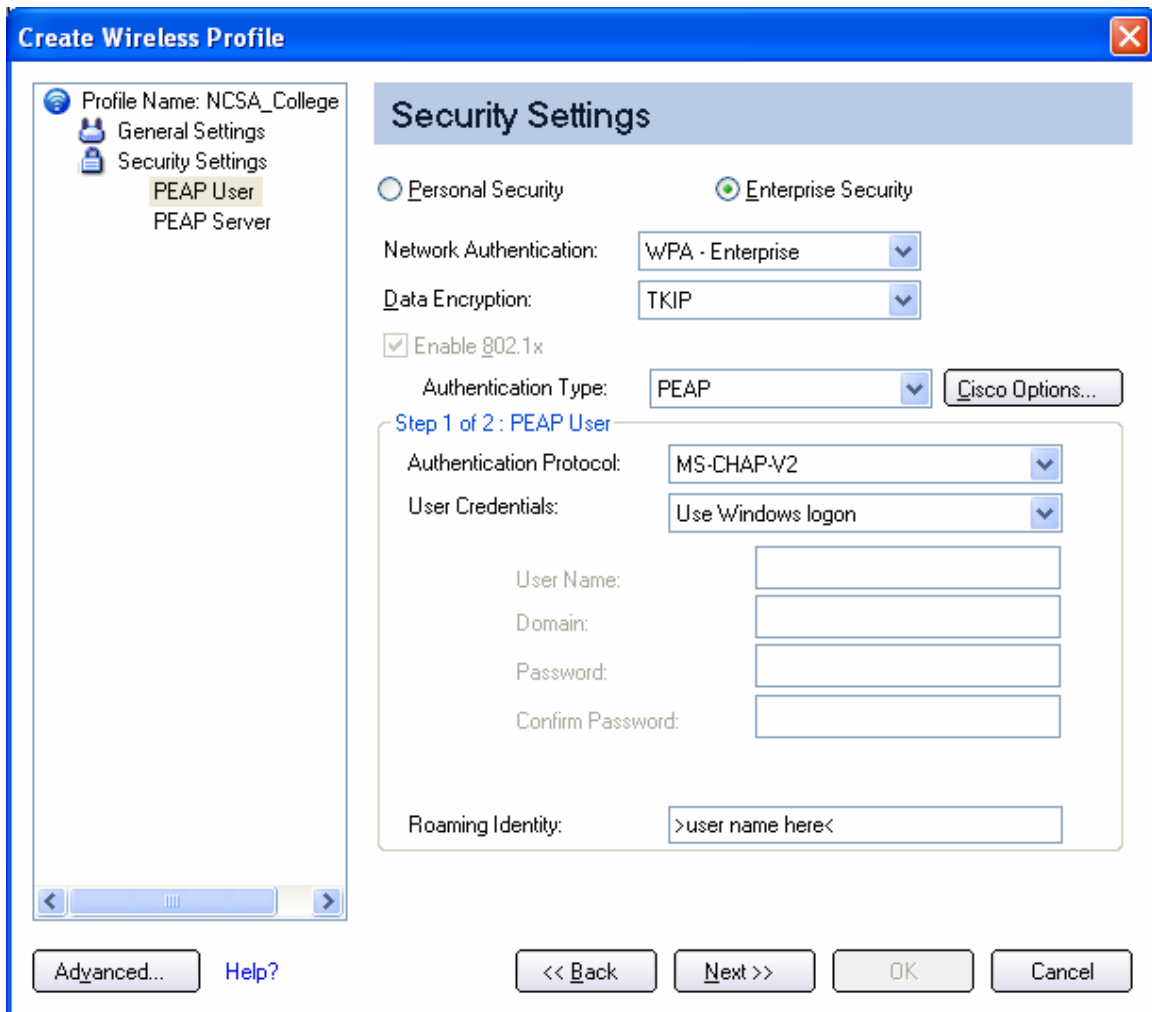 Create Wireless Profile
Profile Name: NCSA_College
General Settings
Security Settings
PEAP User
PEAP Server
Security Settings
Personal Security
Enterprise Security
Network Authentication:
WPA - Enterprise
Data Encryption:
TKIP
Enable 802.1x
Authentication Type:
PEAP
Cisco Options...
Step 1 of 2 : PEAP User
Authentication Protocol:
MS-CHAP-V2
User Credentials:
Use Windows logon
User Name:
Domain:
Password:
Confirm Password:
Roaming Identity:
>user name here<
Advanced...
Help?
<< Back
Next >>
OK
Cancel